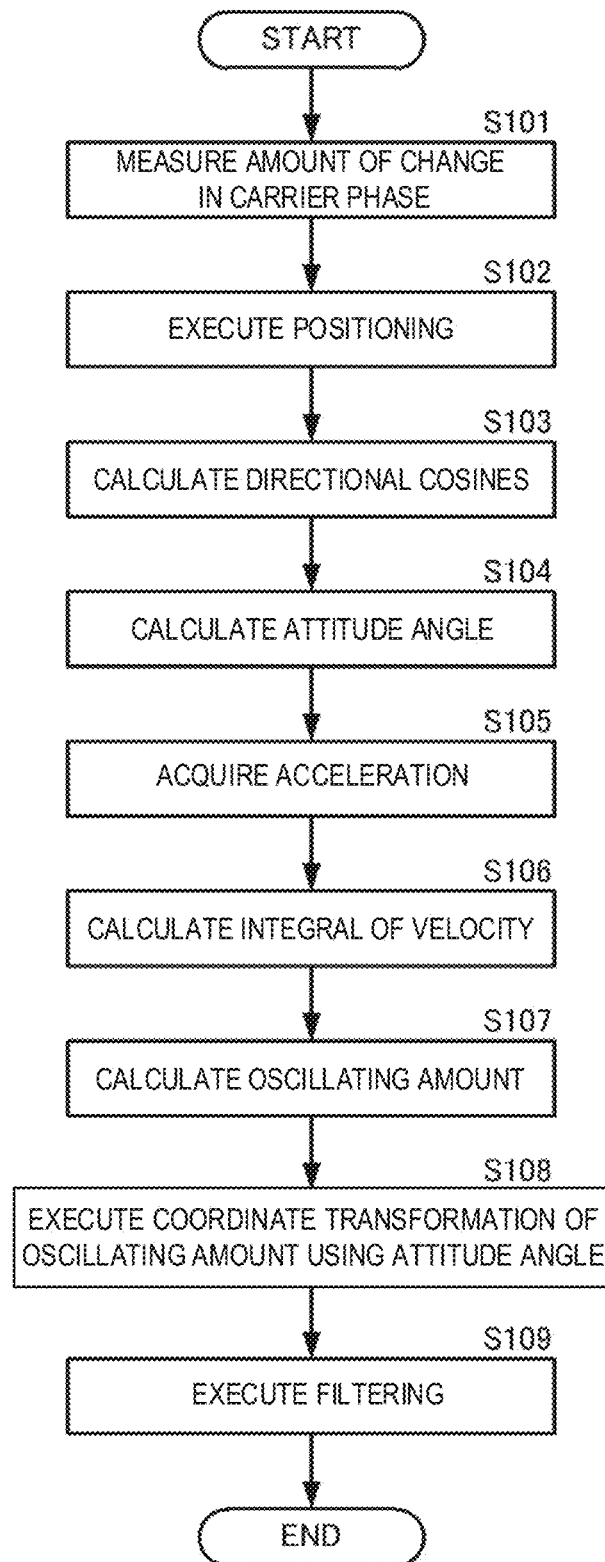 START
S101
MEASURE AMOUNT OF CHANGE
IN CARRIER PHASE
S102
EXECUTE POSITIONING
S103
CALCULATE DIRECTIONAL COSINES
S104
CALCULATE ATTITUDE ANGLE
S105
ACQUIRE ACCELERATION
S106
CALCULATE INTEGRAL OF VELOCITY
S107
CALCULATE OSCILLATING AMOUNT
S108
EXECUTE COORDINATE TRANSFORMATION OF
OSCILLATING AMOUNT USING ATTITUDE ANGLE
S109
EXECUTE FILTERING
END